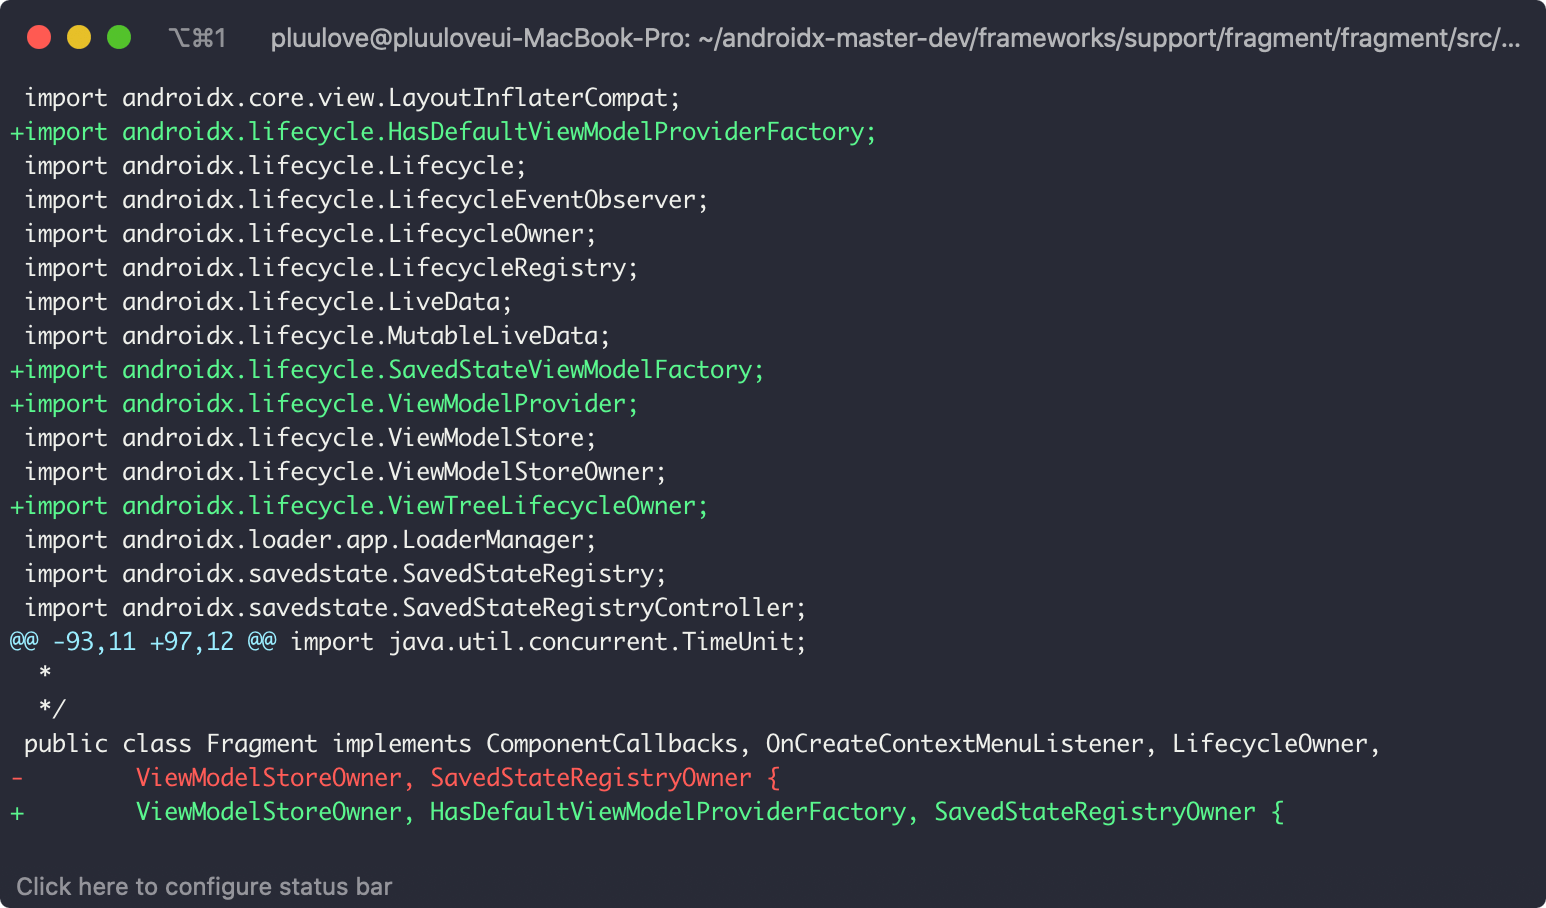 ⌥⌘1 pluulove@pluuloveui-MacBook-Pro: ~/androidx-master-dev/frameworks/support/fragment/fragment/src/...
 import androidx.core.view.LayoutInflaterCompat;
+import androidx.lifecycle.HasDefaultViewModelProviderFactory;
 import androidx.lifecycle.Lifecycle;
 import androidx.lifecycle.LifecycleEventObserver;
 import androidx.lifecycle.LifecycleOwner;
 import androidx.lifecycle.LifecycleRegistry;
 import androidx.lifecycle.LiveData;
 import androidx.lifecycle.MutableLiveData;
+import androidx.lifecycle.SavedStateViewModelFactory;
+import androidx.lifecycle.ViewModelProvider;
 import androidx.lifecycle.ViewModelStore;
 import androidx.lifecycle.ViewModelStoreOwner;
+import androidx.lifecycle.ViewTreeLifecycleOwner;
 import androidx.loader.app.LoaderManager;
 import androidx.savedstate.SavedStateRegistry;
 import androidx.savedstate.SavedStateRegistryController;
@@ -93,11 +97,12 @@ import java.util.concurrent.TimeUnit;
  *
  */
 public class Fragment implements ComponentCallbacks, OnCreateContextMenuListener, LifecycleOwner,
-        ViewModelStoreOwner, SavedStateRegistryOwner {
+        ViewModelStoreOwner, HasDefaultViewModelProviderFactory, SavedStateRegistryOwner {
Click here to configure status bar